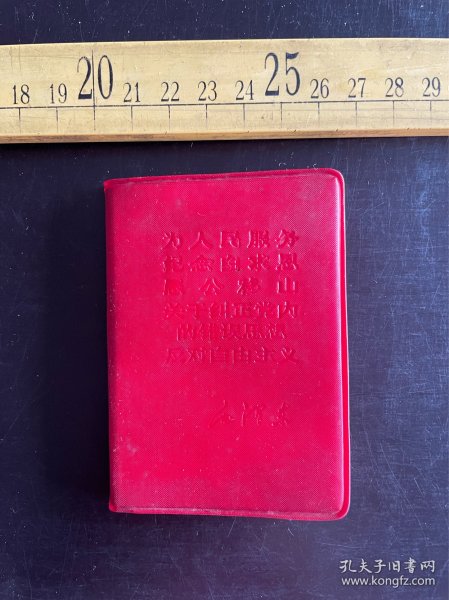 18 19 20 21 22 23 24 25 26 27 28 29
为人民服务
纪念白求恩
愚公移山
关于纠正党内
的错误思想
反对自由主义
毛泽东
孔夫子旧书网
www.kongfz.com